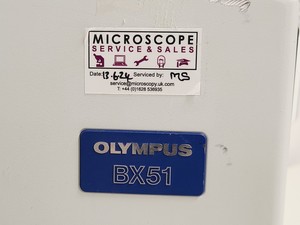 MICROSCOPE
SERVICE & SALES
Date: 13.6.24 Serviced by: MS
service@microscopy.uk.com
T: +44 (0)1626 536935
OLYMPUS
BX51